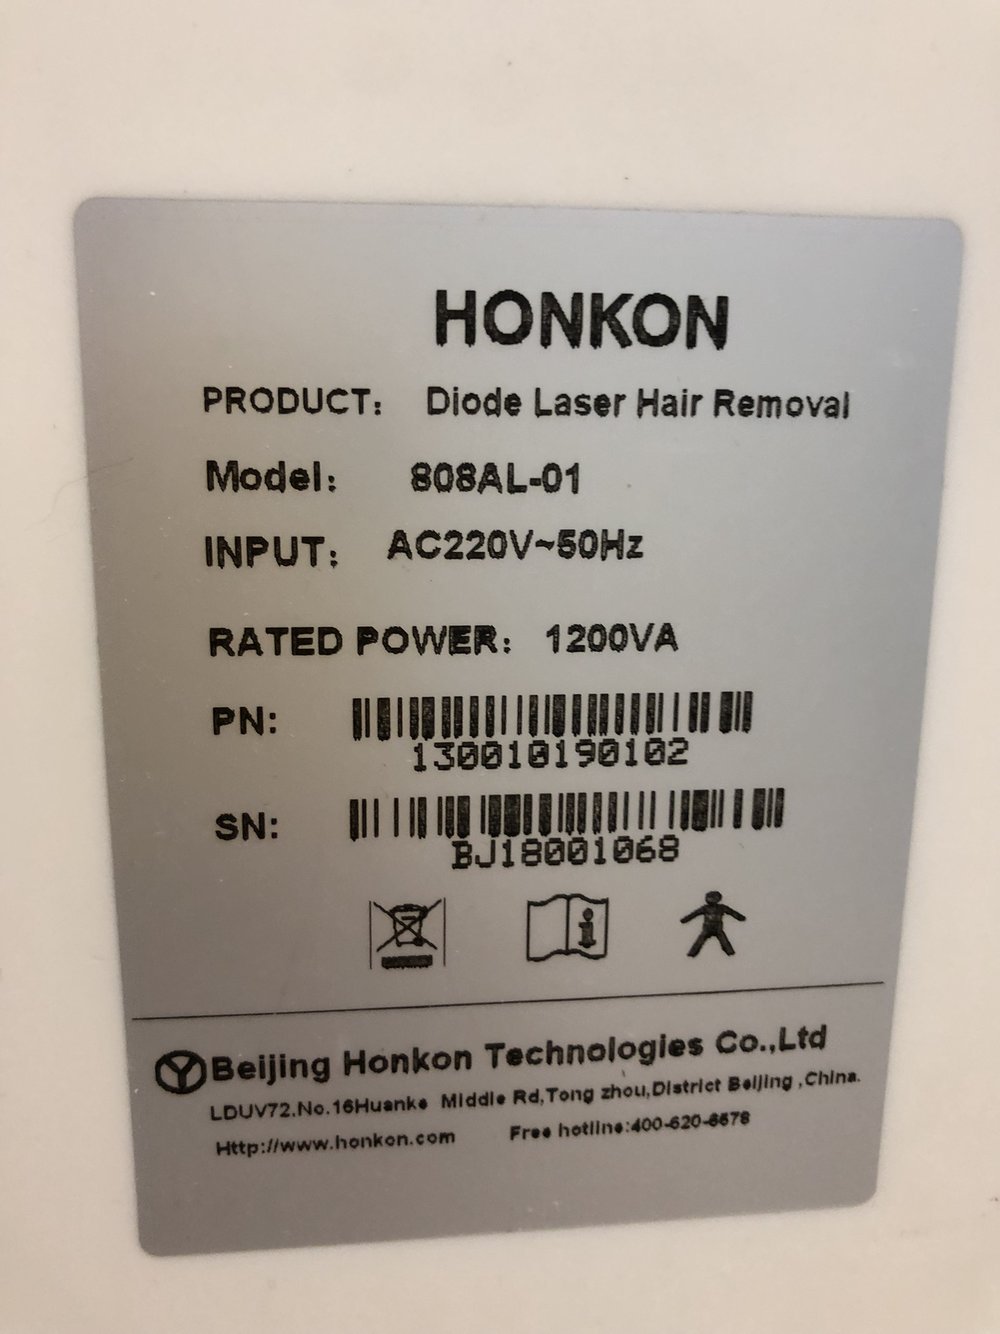 HONKON
PRODUCT: Diode Laser Hair Removal
Model: 808AL-01
INPUT: AC220V~50Hz
RATED POWER: 1200VA
PN:
130010190102
SN:
BJ18001068
Beijing Honkon Technologies Co.,Ltd
LDUV72.No.16Huanke Middle Rd,Tong zhou,District Beijing ,China.
Http://www.honkon.com Free hotline:400-620-6678